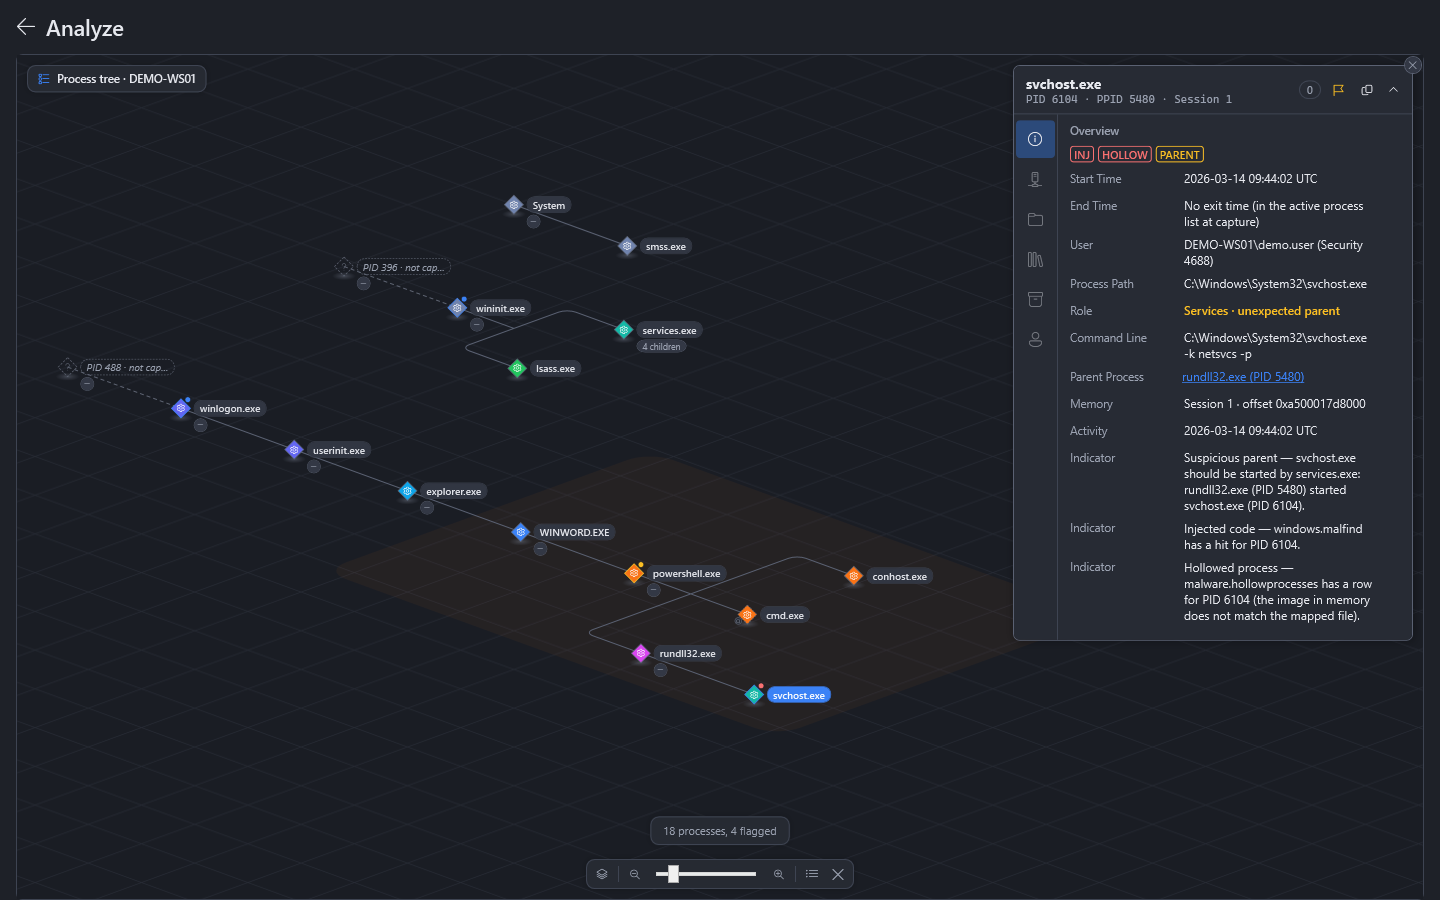 Analyze
Process tree · DEMO-WS01
System
smss.exe
PID 396 · not cap...
wininit.exe
services.exe
4 children
lsass.exe
PID 488 · not cap...
winlogon.exe
userinit.exe
explorer.exe
WINWORD.EXE
powershell.exe
conhost.exe
cmd.exe
rundll32.exe
svchost.exe
18 processes, 4 flagged
svchost.exe
PID 6104 · PPID 5480 · Session 1
0
Overview
INJ HOLLOW PARENT
Start Time 2026-03-14 09:44:02 UTC
End Time No exit time (in the active process
list at capture)
User DEMO-WS01\demo.user (Security
4688)
Process Path C:\Windows\System32\svchost.exe
Role Services · unexpected parent
Command Line C:\Windows\System32\svchost.exe
-k netsvcs -p
Parent Process rundll32.exe (PID 5480)
Memory Session 1 · offset 0xa500017d8000
Activity 2026-03-14 09:44:02 UTC
Indicator Suspicious parent — svchost.exe
should be started by services.exe:
rundll32.exe (PID 5480) started
svchost.exe (PID 6104).
Indicator Injected code — windows.malfind
has a hit for PID 6104.
Indicator Hollowed process —
malware.hollowprocesses has a row
for PID 6104 (the image in memory
does not match the mapped file).